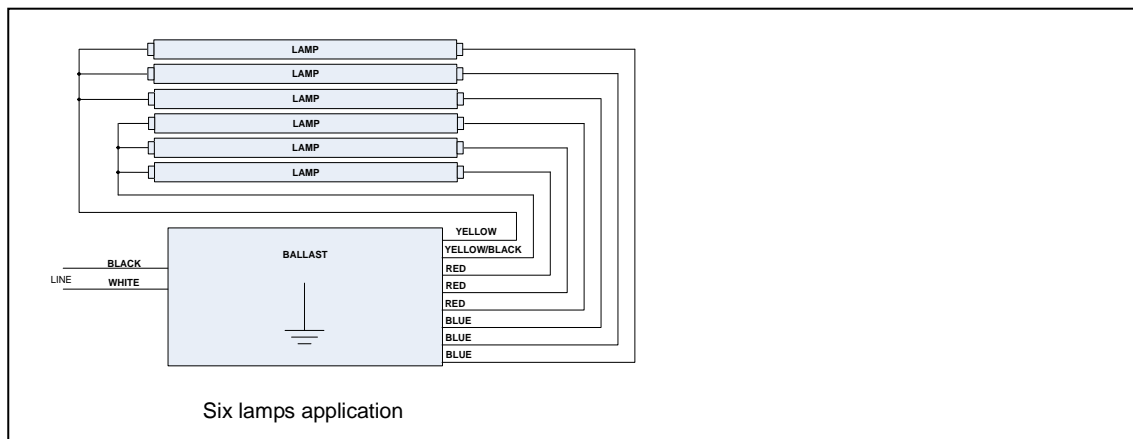 LAMP
LAMP
LAMP
LAMP
LAMP
LAMP
YELLOW
YELLOW/BLACK
BALLAST
BLACK
RED
LINE
WHITE
RED
RED
BLUE
BLUE
BLUE
Six lamps application